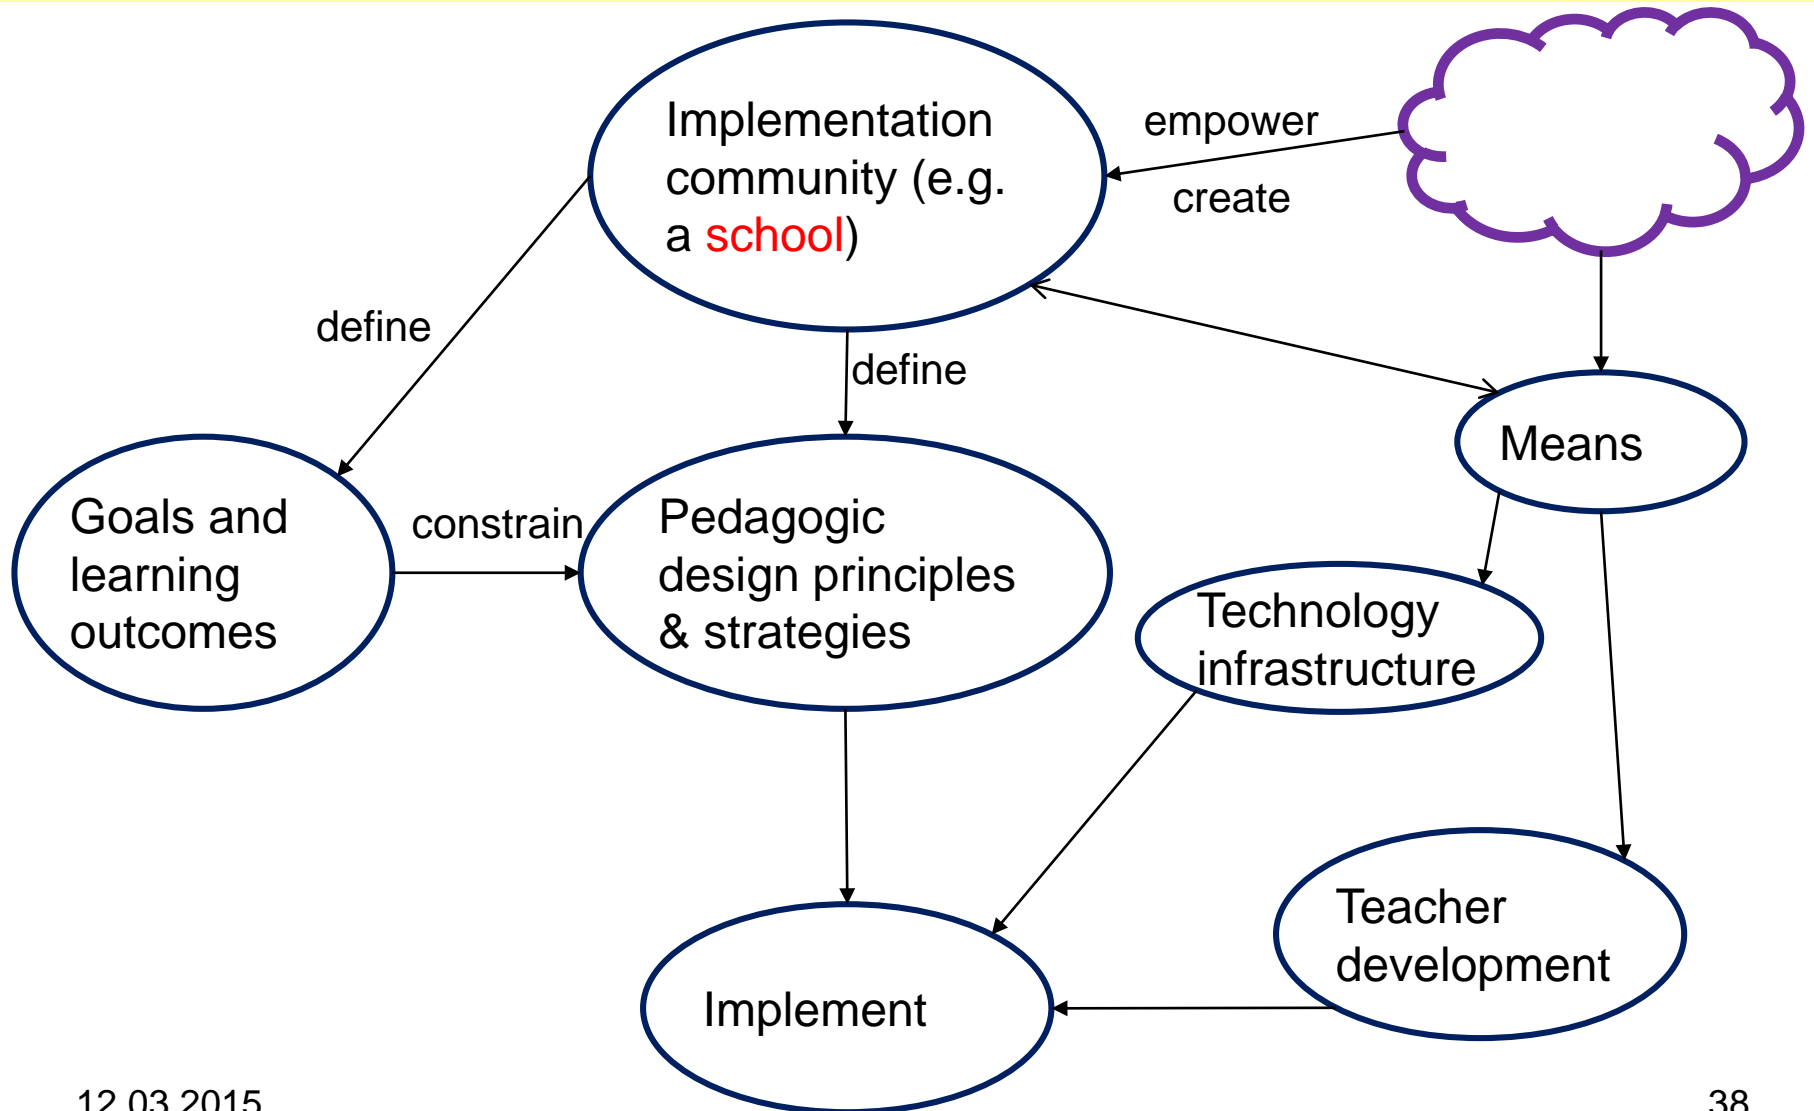 Implementation
community (e.g.
a school)
empower
create
define
define
Means
Goals and
learning
outcomes
constrain
Pedagogic
design principles
& strategies
Technology
infrastructure
Teacher
development
Implement
12.03.2015
38